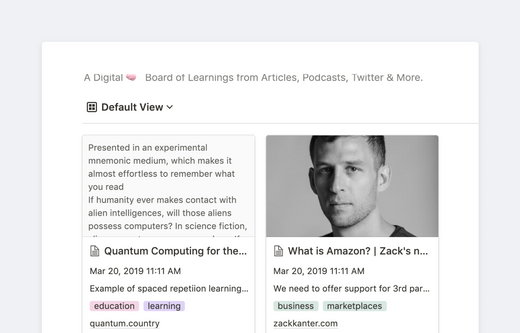 A Digital 🧠 Board of Learnings from Articles, Podcasts, Twitter & More.
Default View
Presented in an experimental
mnemonic medium, which makes it
almost effortless to remember what
you read
If humanity ever makes contact with
alien intelligences, will those aliens
possess computers? In science fiction,
Quantum Computing for the...
Mar 20, 2019 11:11 AM
Example of spaced repetiion learning...
education learning
quantum.country
What is Amazon? | Zack's n...
Mar 20, 2019 11:11 AM
We need to offer support for 3rd par...
business marketplaces
zackkanter.com